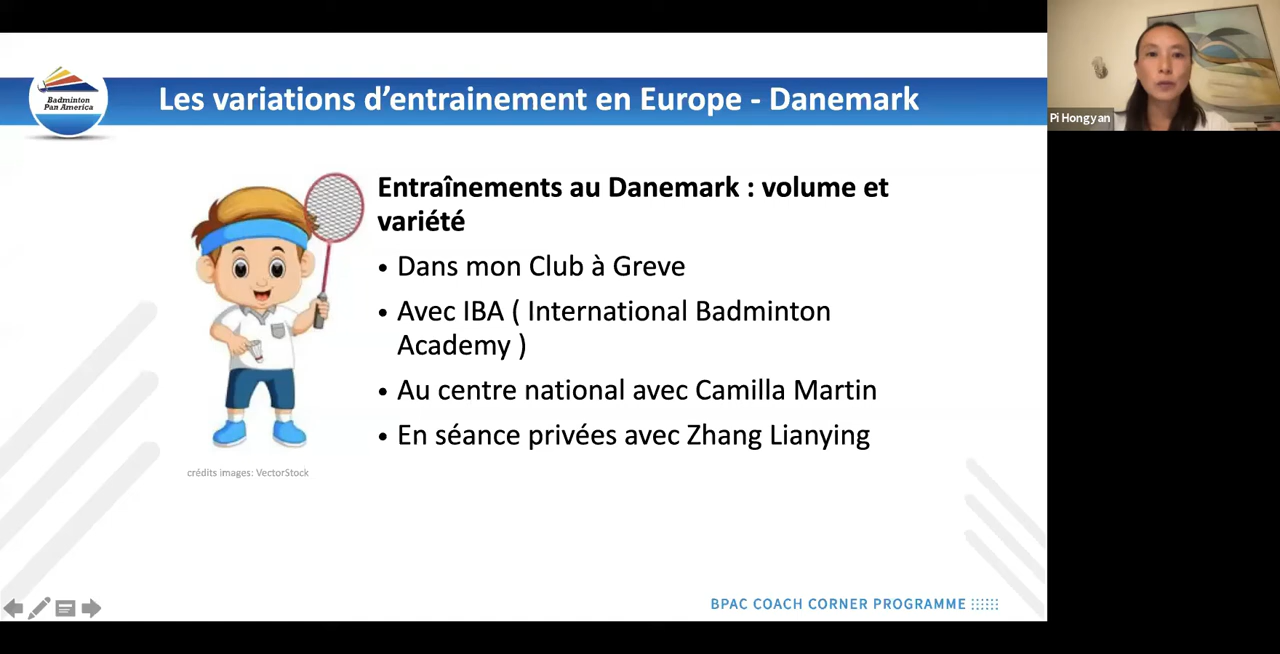 Badminton
Pan America
Les variations d’entrainement en Europe - Danemark
Pi Hongyan
Entraînements au Danemark : volume et
variété
• Dans mon Club à Greve
• Avec IBA ( International Badminton
Academy )
• Au centre national avec Camilla Martin
• En séance privées avec Zhang Lianying
crédits images: VectorStock
BPAC COACH CORNER PROGRAMME